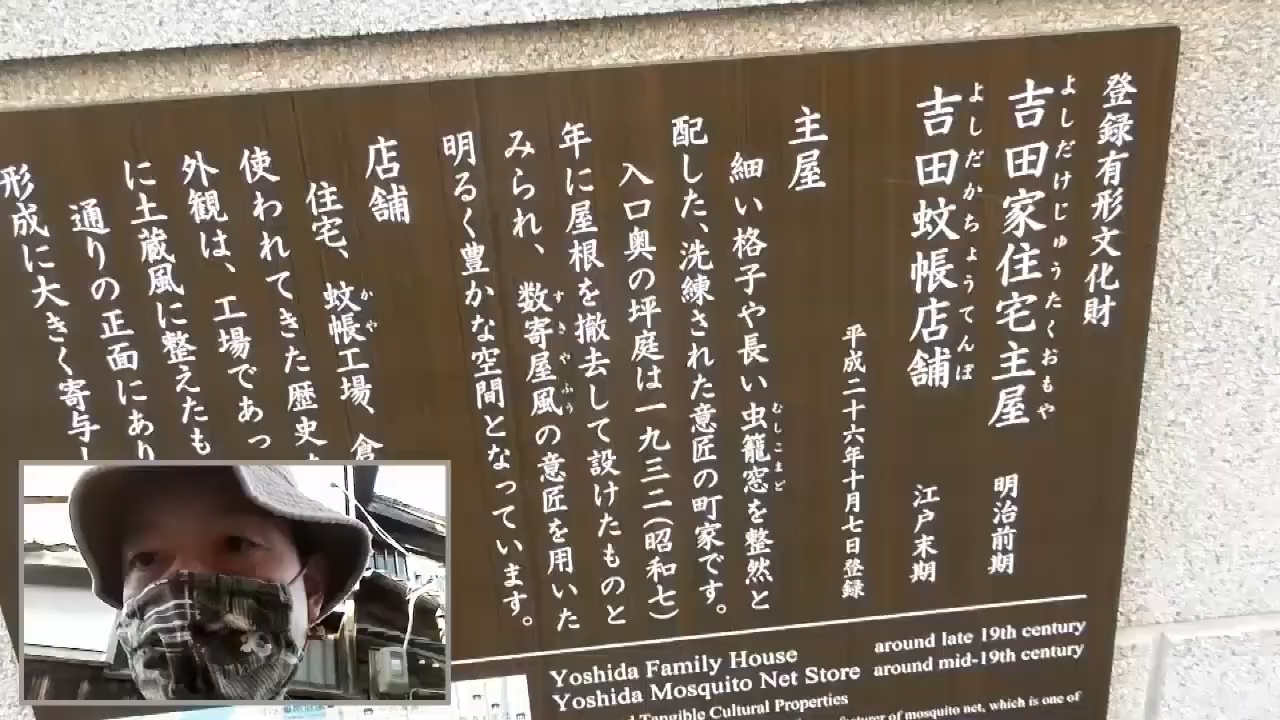 登録有形文化財
よしだけじゅうたくおもや
吉田家住宅主屋 明治前期
よしだかちょうてんぽ
吉田蚊帳店舗 江戸末期
平成二十六年十月七日登録
主屋
細い格子や長い虫籠窓を整然と
むしこまど
配した、洗練された意匠の町家です。
入口奥の坪庭は一九三二(昭和七)
年に屋根を撤去して設けたものと
みられ、数寄屋風の意匠を用いた
すきやふう
明るく豊かな空間となっています。
店舗
住宅、蚊帳工場、倉
かや
使われてきた歴史
外観は、工場であっ
に土蔵風に整えたも
通りの正面にあり
形成に大きく寄与
Yoshida Family House around late 19th century
Yoshida Mosquito Net Store around mid-19th century
Tangible Cultural Properties
of mosquito net, which is one of